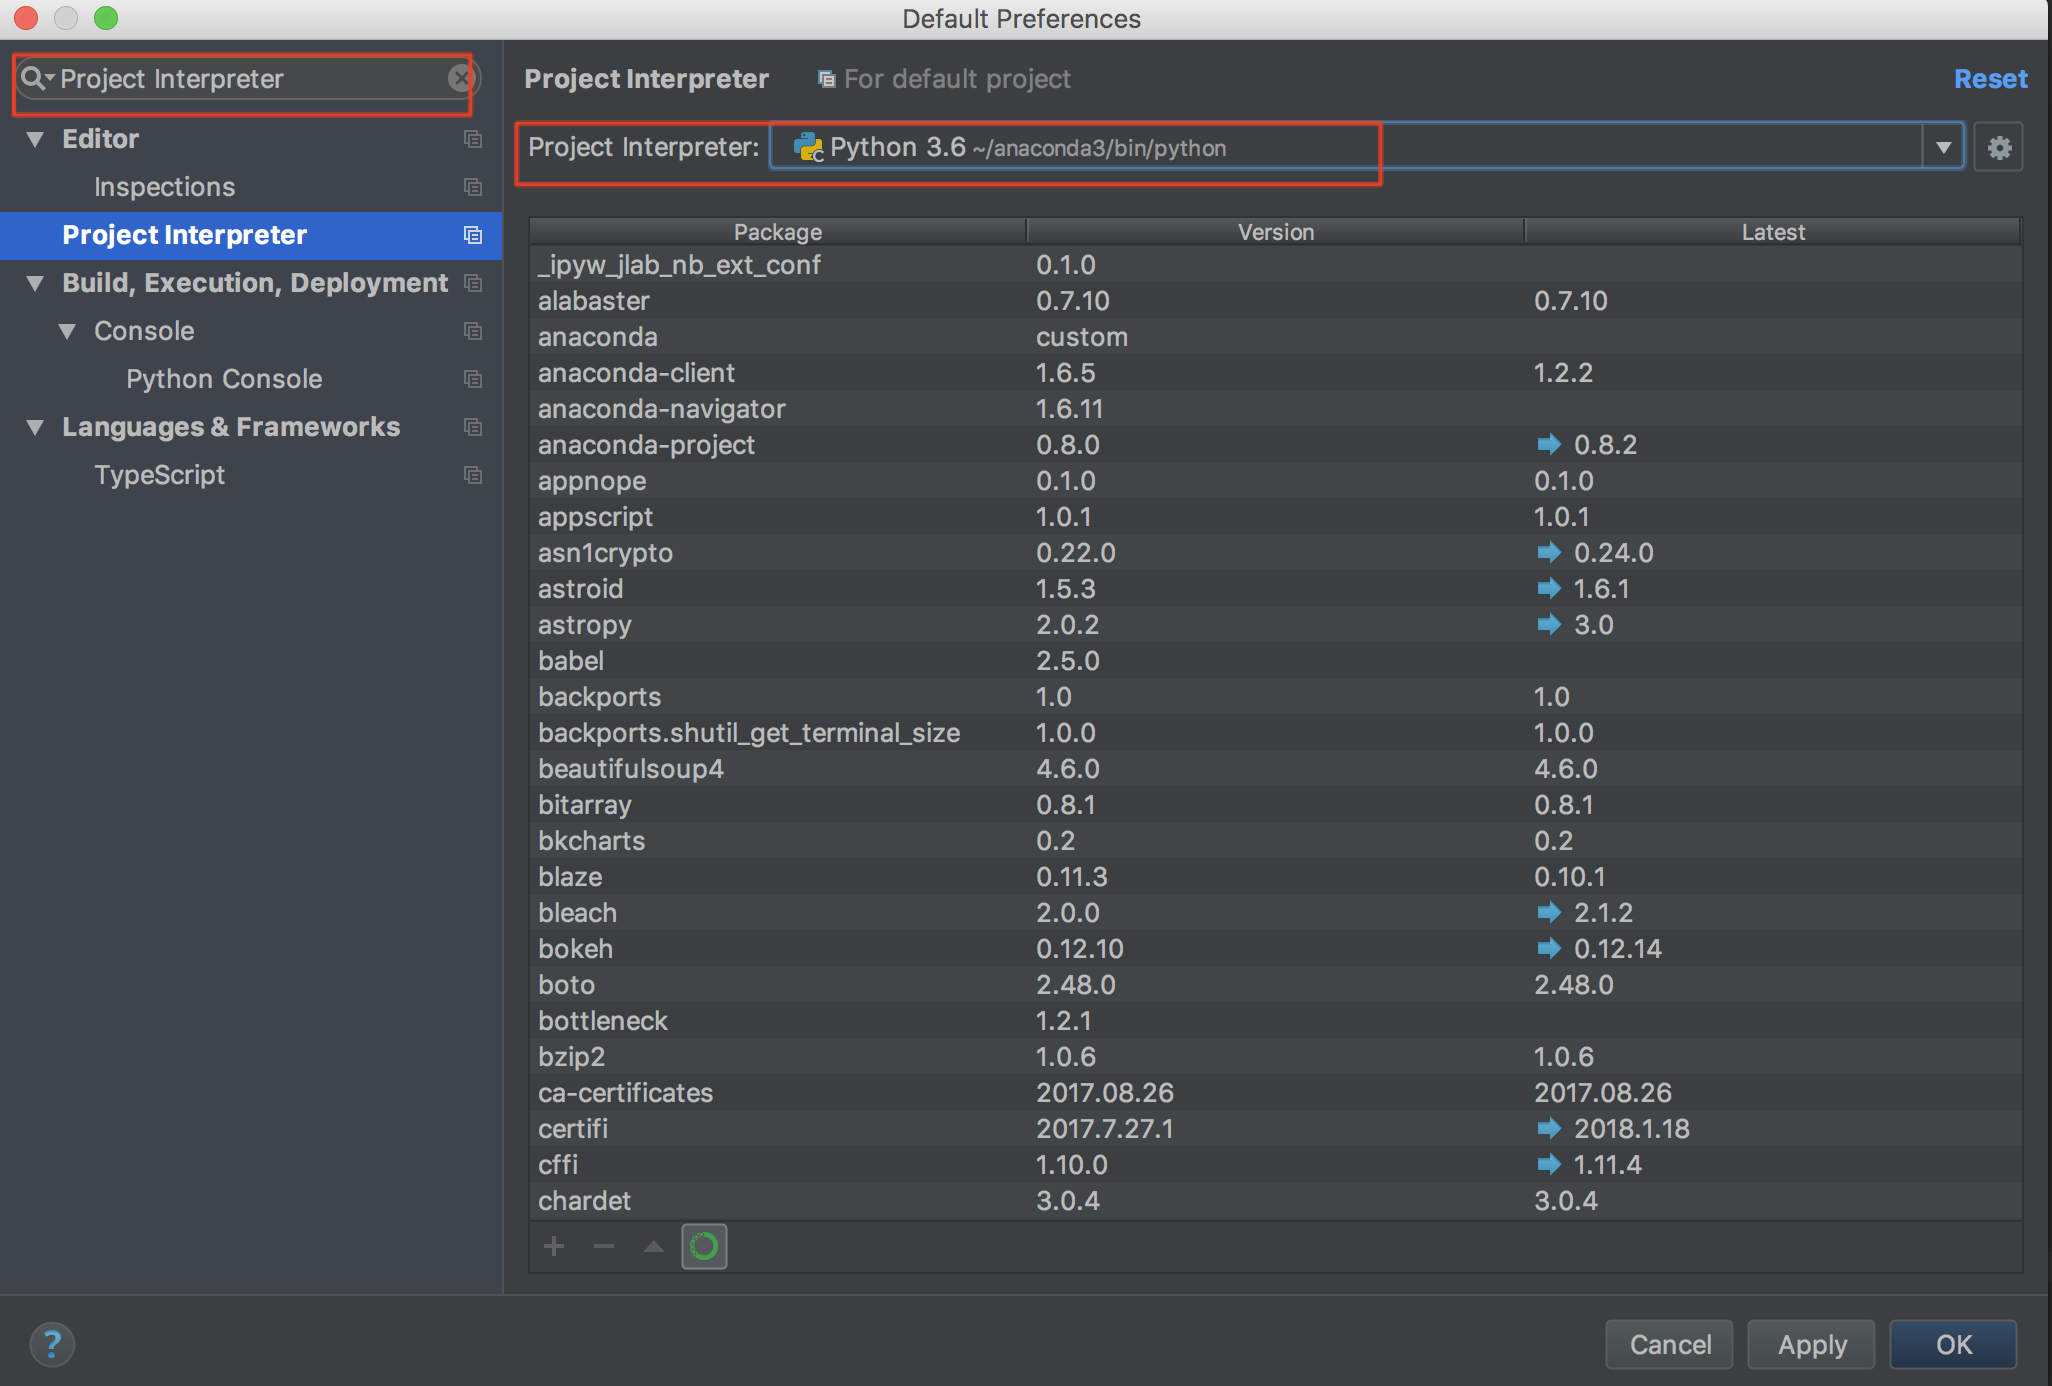 Default Preferences
Project Interpreter
Editor
Inspections
Project Interpreter
Build, Execution, Deployment
Console
Python Console
Languages & Frameworks
TypeScript
Project Interpreter For default project Reset
Project Interpreter: Python 3.6 ~/anaconda3/bin/python
Package Version Latest
_ipyw_jlab_nb_ext_conf 0.1.0
alabaster 0.7.10 0.7.10
anaconda custom
anaconda-client 1.6.5 1.2.2
anaconda-navigator 1.6.11
anaconda-project 0.8.0 0.8.2
appnope 0.1.0 0.1.0
appscript 1.0.1 1.0.1
asn1crypto 0.22.0 0.24.0
astroid 1.5.3 1.6.1
astropy 2.0.2 3.0
babel 2.5.0
backports 1.0 1.0
backports.shutil_get_terminal_size 1.0.0 1.0.0
beautifulsoup4 4.6.0 4.6.0
bitarray 0.8.1 0.8.1
bkcharts 0.2 0.2
blaze 0.11.3 0.10.1
bleach 2.0.0 2.1.2
bokeh 0.12.10 0.12.14
boto 2.48.0 2.48.0
bottleneck 1.2.1
bzip2 1.0.6 1.0.6
ca-certificates 2017.08.26 2017.08.26
certifi 2017.7.27.1 2018.1.18
cffi 1.10.0 1.11.4
chardet 3.0.4 3.0.4
? Cancel Apply OK